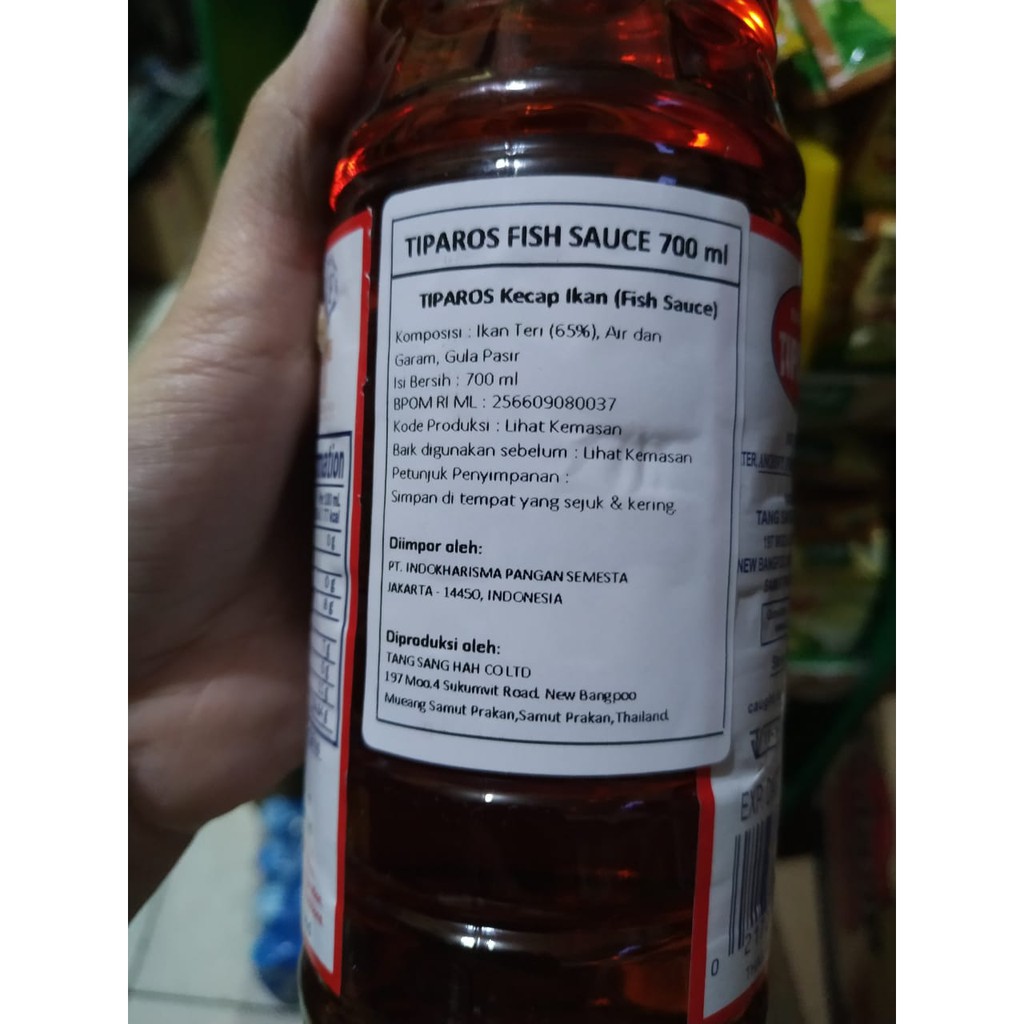 TIPAROS FISH SAUCE 700 ml
TIPAROS Kecap Ikan (Fish Sauce)
Komposisi : Ikan Teri (65%), Air dan
Garam, Gula Pasir
Isi Bersih : 700 ml
BPOM RI ML : 256609080037
Kode Produksi : Lihat Kemasan
Baik digunakan sebelum : Lihat Kemasan
Petunjuk Penyimpanan :
Simpan di tempat yang sejuk & kering
Diimpor oleh:
PT. INDOKHARISMA PANGAN SEMESTA
JAKARTA - 14450, INDONESIA
Diproduksi oleh:
TANG SANG HAH CO LTD
197 Moo.4 Sukumvit Road. New Bangpoo
Mueang Samut Prakan,Samut Prakan,Thailand
TANG
EXP
0